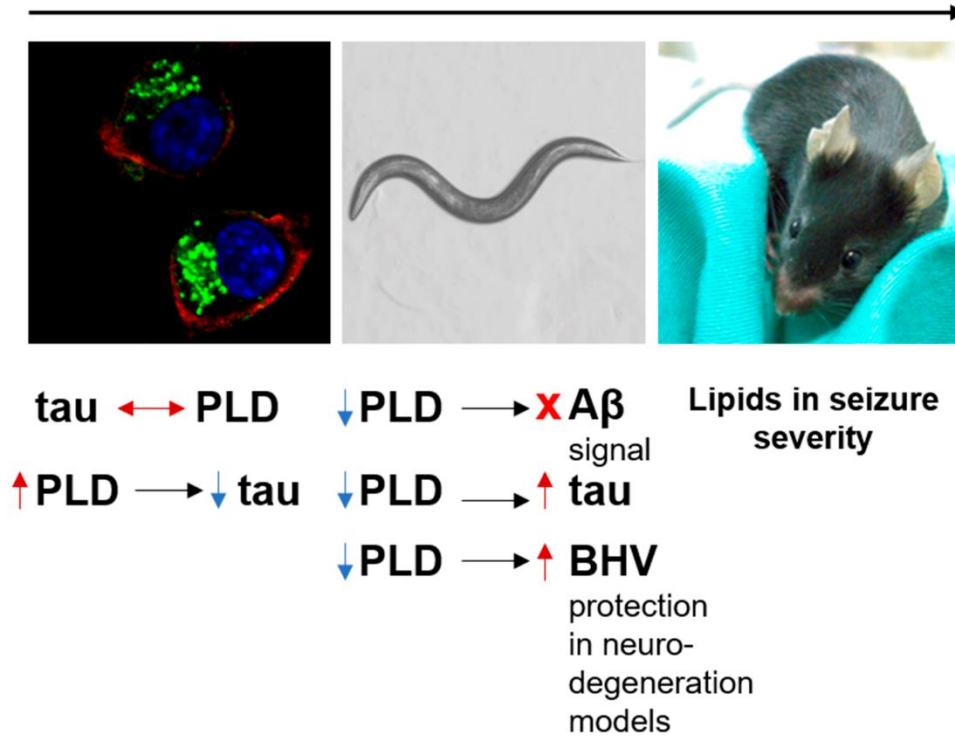 tau ↔ PLD
↑ PLD → ↓ tau
↓ PLD → x Aβ
signal
↓ PLD → ↑ tau
↓ PLD → ↑ BHV
protection
in neuro-
degeneration
models
Lipids in seizure
severity